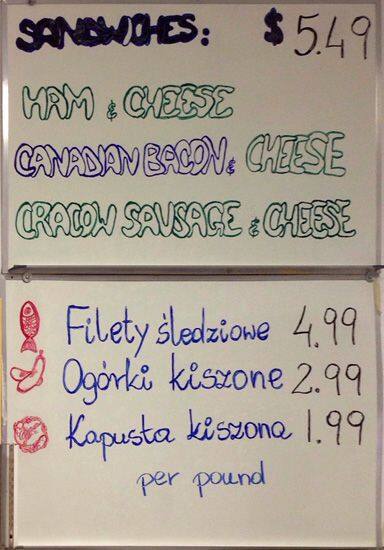 SANDWICHES: $5.49
HAM & CHEESE
CANADIAN BACON & CHEESE
CRACOW SAUSAGE & CHEESE
Filety śledziowe 4.99
Ogórki kiszone 2.99
Kapusta kiszona 1.99
per pound